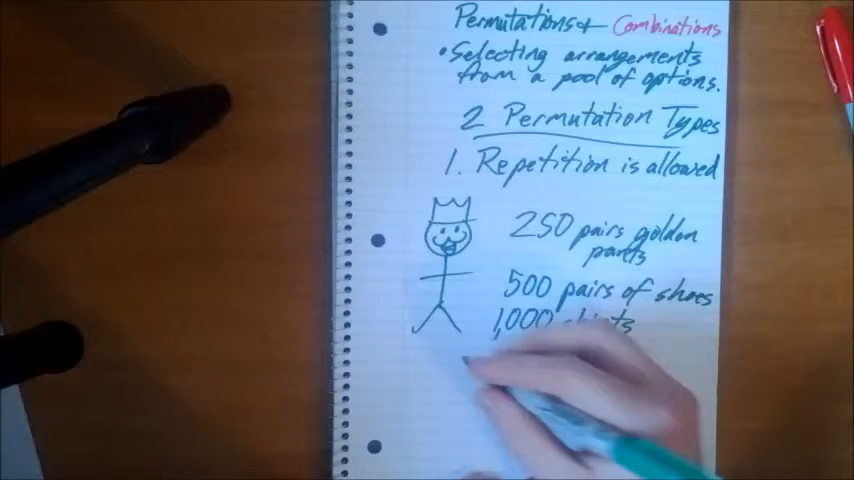 Permutations + Combinations
• Selecting arrangements
from a pool of options.
2 Permutation Types
1. Repetition is allowed
250 pairs golden
pants
500 pairs of shoes
1,000 shirts